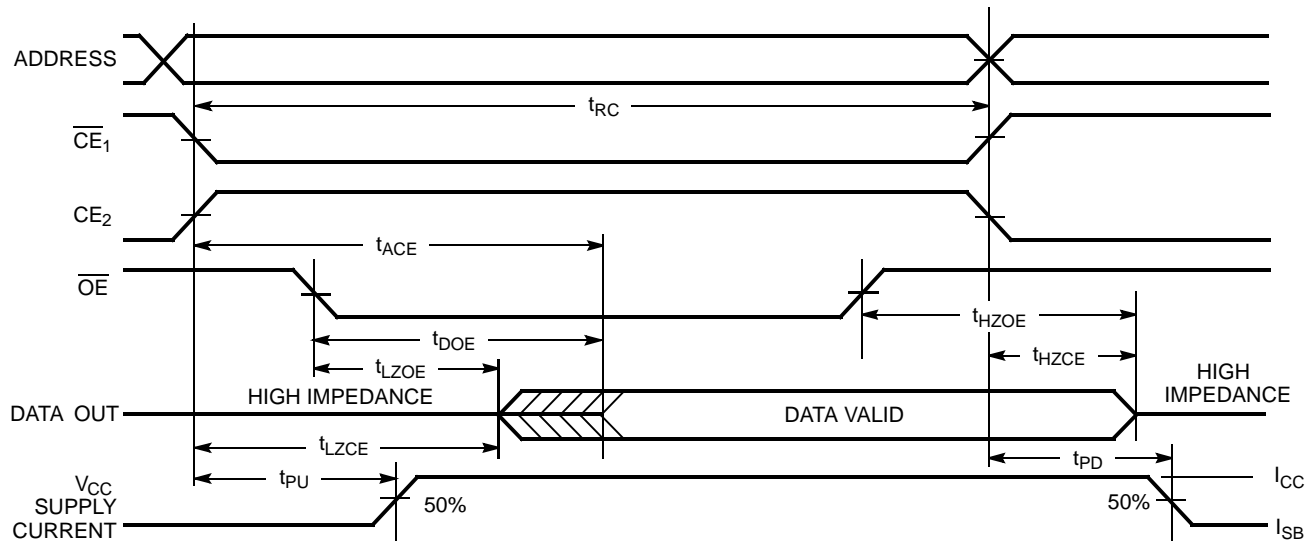 ADDRESS
tRC
CE1
CE2
tACE
OE
tHZOE
tDOE
tHZCE
tLZOE
HIGH IMPEDANCE
HIGH
IMPEDANCE
DATA OUT
DATA VALID
tLZCE
tPD
tPU
VCC
SUPPLY
CURRENT
50%
50%
ICC
ISB